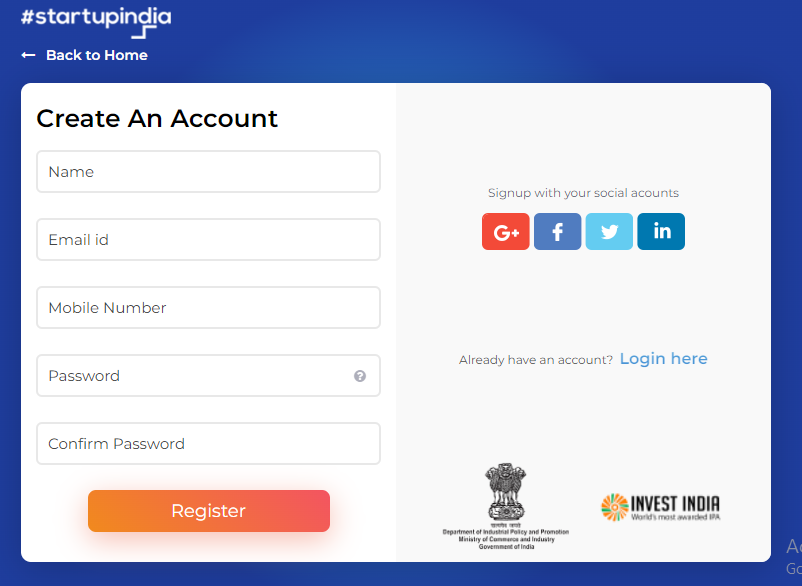 #startupindia
← Back to Home
Create An Account
Name
Email id
Mobile Number
Password
Confirm Password
Register
Signup with your social acounts
G+ f in
Already have an account? Login here
सत्यमेव जयते
Department of Industrial Policy and Promotion
Ministry of Commerce and Industry
Government of India
INVEST INDIA
World's most awarded IPA